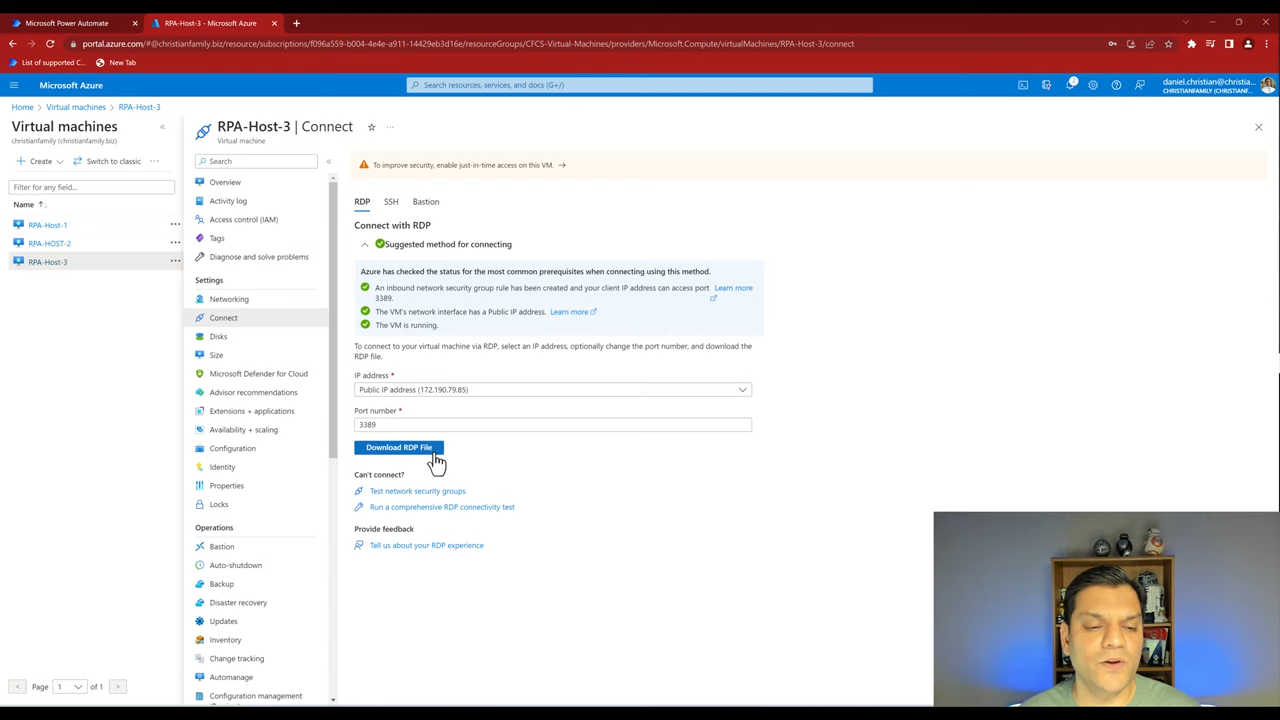 Microsoft Power Automate
RPA-Host-3 - Microsoft Azure
portal.azure.com/#@christianfamily.biz/resource/subscriptions/f096a559-b004-4e4e-a911-14429eb3d16e/resourceGroups/CFCS-Virtual-Machines/providers/Microsoft.Compute/virtualMachines/RPA-Host-3/connect
List of supported C...
New Tab
Microsoft Azure
Search resources, services, and docs (G+/)
daniel.christian@christia...
CHRISTIANFAMILY (CHRISTIANF...
Home > Virtual machines > RPA-Host-3
Virtual machines
christianfamily (christianfamily.biz)
Create
Switch to classic
Filter for any field...
Name
RPA-Host-1
RPA-HOST-2
RPA-Host-3
Page 1 of 1
RPA-Host-3 | Connect
Virtual machine
Search
Overview
Activity log
Access control (IAM)
Tags
Diagnose and solve problems
Settings
Networking
Connect
Disks
Size
Microsoft Defender for Cloud
Advisor recommendations
Extensions + applications
Availability + scaling
Configuration
Identity
Properties
Locks
Operations
Bastion
Auto-shutdown
Backup
Disaster recovery
Updates
Inventory
Change tracking
Automanage
Configuration management
To improve security, enable just-in-time access on this VM. →
RDP SSH Bastion
Connect with RDP
Suggested method for connecting
Azure has checked the status for the most common prerequisites when connecting using this method.
An inbound network security group rule has been created and your client IP address can access port Learn more
3389.
The VM's network interface has a Public IP address. Learn more
The VM is running.
To connect to your virtual machine via RDP, select an IP address, optionally change the port number, and download the
RDP file.
IP address *
Public IP address (172.190.79.85)
Port number *
3389
Download RDP File
Can't connect?
Test network security groups
Run a comprehensive RDP connectivity test
Provide feedback
Tell us about your RDP experience